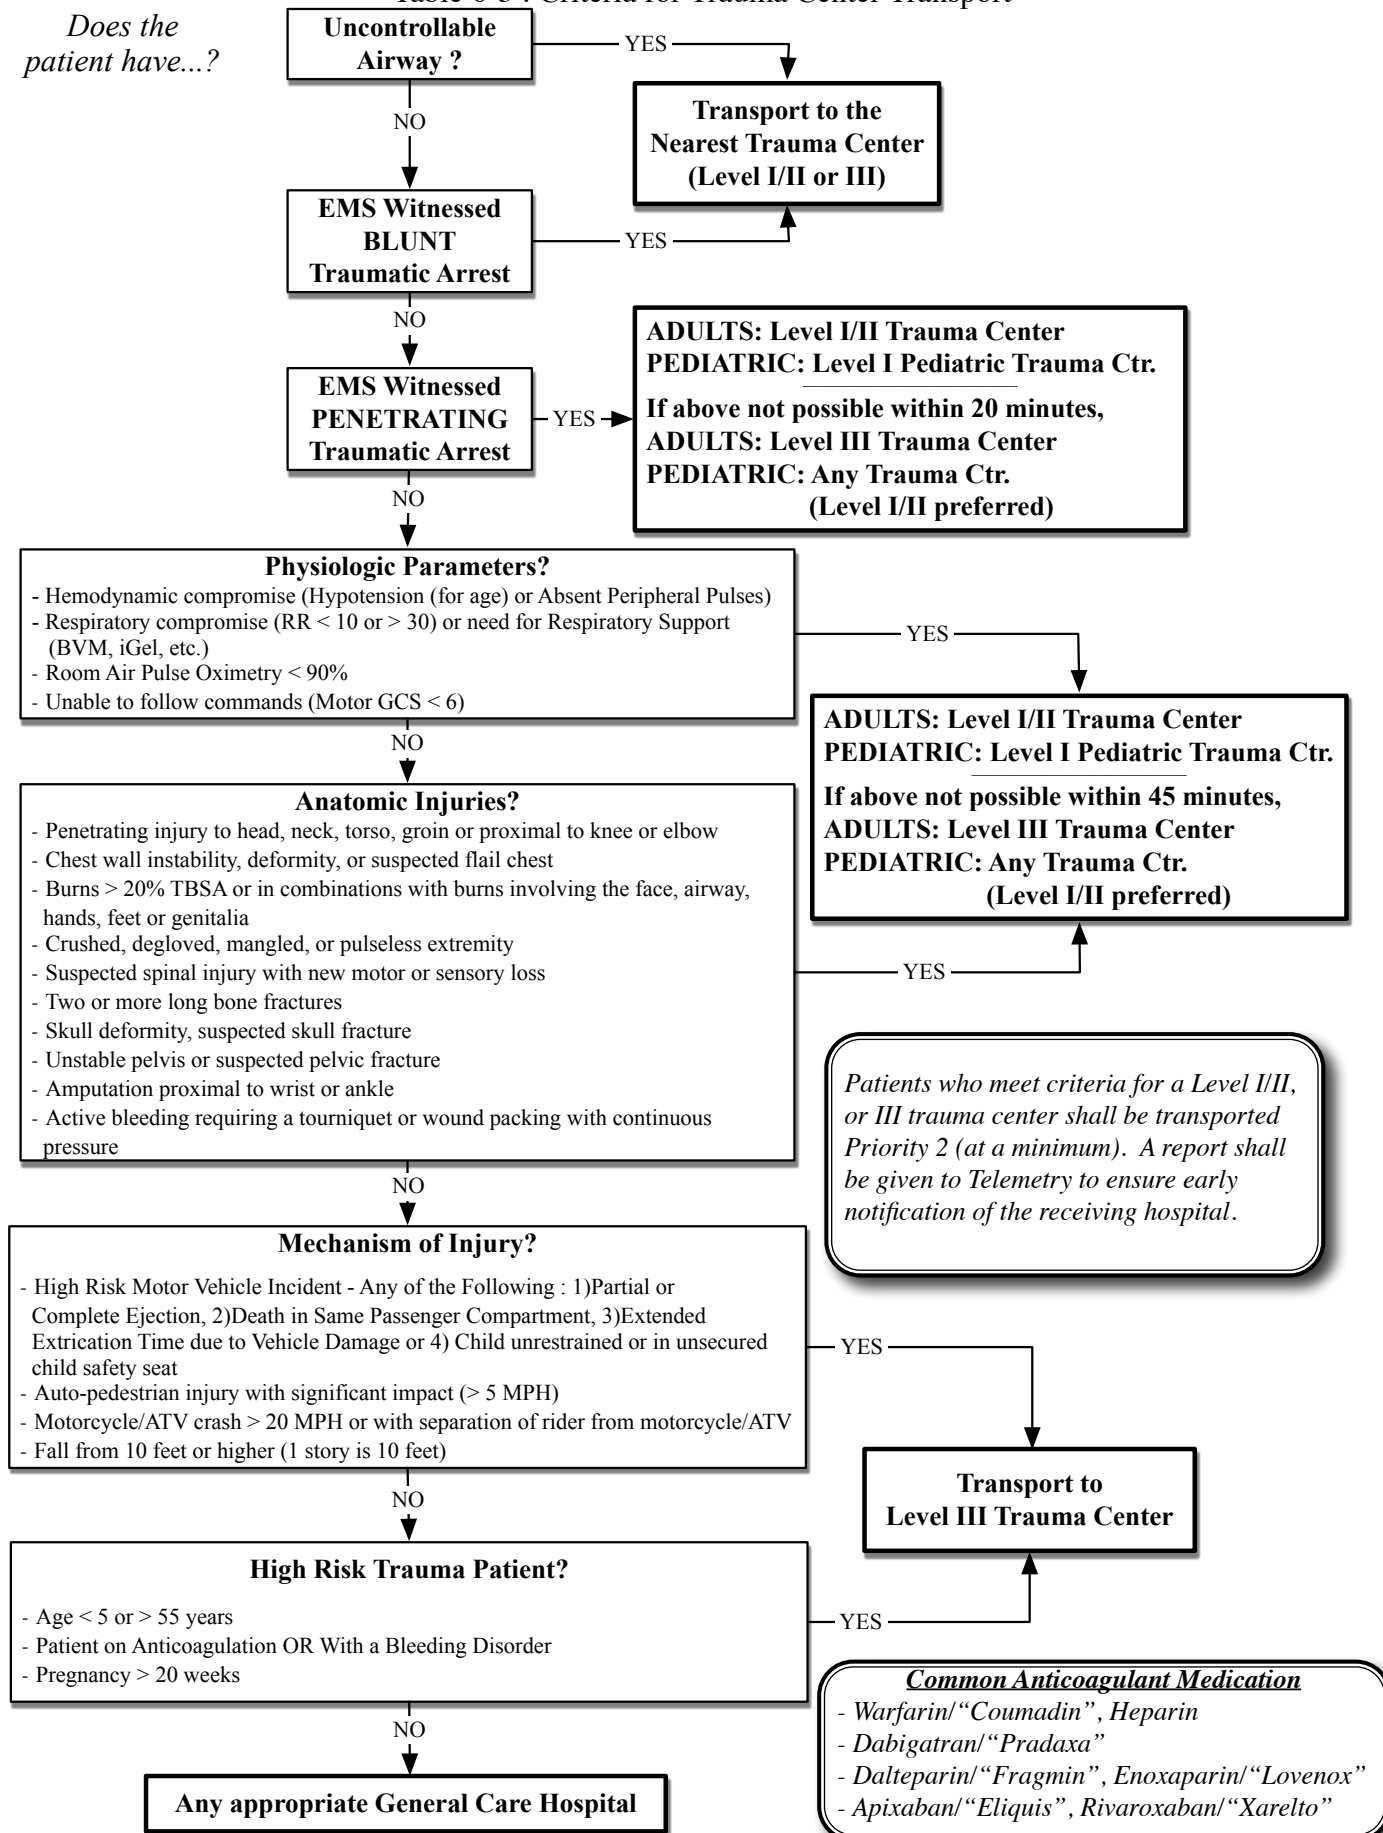 Table 6-5 : Criteria for Trauma Center Transport
Does the
patient have...?
Uncontrollable
Airway ?
YES
Transport to the
Nearest Trauma Center
(Level I/II or III)
NO
EMS Witnessed
BLUNT
Traumatic Arrest
YES
NO
EMS Witnessed
PENETRATING
Traumatic Arrest
YES
ADULTS: Level I/II Trauma Center
PEDIATRIC: Level I Pediatric Trauma Ctr.
If above not possible within 20 minutes,
ADULTS: Level III Trauma Center
PEDIATRIC: Any Trauma Ctr.
(Level I/II preferred)
NO
Physiologic Parameters?
- Hemodynamic compromise (Hypotension (for age) or Absent Peripheral Pulses)
- Respiratory compromise (RR < 10 or > 30) or need for Respiratory Support
(BVM, iGel, etc.)
- Room Air Pulse Oximetry < 90%
- Unable to follow commands (Motor GCS < 6)
YES
ADULTS: Level I/II Trauma Center
PEDIATRIC: Level I Pediatric Trauma Ctr.
If above not possible within 45 minutes,
ADULTS: Level III Trauma Center
PEDIATRIC: Any Trauma Ctr.
(Level I/II preferred)
NO
Anatomic Injuries?
- Penetrating injury to head, neck, torso, groin or proximal to knee or elbow
- Chest wall instability, deformity, or suspected flail chest
- Burns > 20% TBSA or in combinations with burns involving the face, airway,
hands, feet or genitalia
- Crushed, degloved, mangled, or pulseless extremity
- Suspected spinal injury with new motor or sensory loss
- Two or more long bone fractures
- Skull deformity, suspected skull fracture
- Unstable pelvis or suspected pelvic fracture
- Amputation proximal to wrist or ankle
- Active bleeding requiring a tourniquet or wound packing with continuous
pressure
YES
Patients who meet criteria for a Level I/II,
or III trauma center shall be transported
Priority 2 (at a minimum). A report shall
be given to Telemetry to ensure early
notification of the receiving hospital.
NO
Mechanism of Injury?
- High Risk Motor Vehicle Incident - Any of the Following : 1)Partial or
Complete Ejection, 2)Death in Same Passenger Compartment, 3)Extended
Extrication Time due to Vehicle Damage or 4) Child unrestrained or in unsecured
child safety seat
- Auto-pedestrian injury with significant impact (> 5 MPH)
- Motorcycle/ATV crash > 20 MPH or with separation of rider from motorcycle/ATV
- Fall from 10 feet or higher (1 story is 10 feet)
YES
Transport to
Level III Trauma Center
NO
High Risk Trauma Patient?
- Age < 5 or > 55 years
- Patient on Anticoagulation OR With a Bleeding Disorder
- Pregnancy > 20 weeks
YES
Common Anticoagulant Medication
- Warfarin/“Coumadin”, Heparin
- Dabigatran/“Pradaxa”
- Dalteparin/“Fragmin”, Enoxaparin/“Lovenox”
- Apixaban/“Eliquis”, Rivaroxaban/“Xarelto”
NO
Any appropriate General Care Hospital